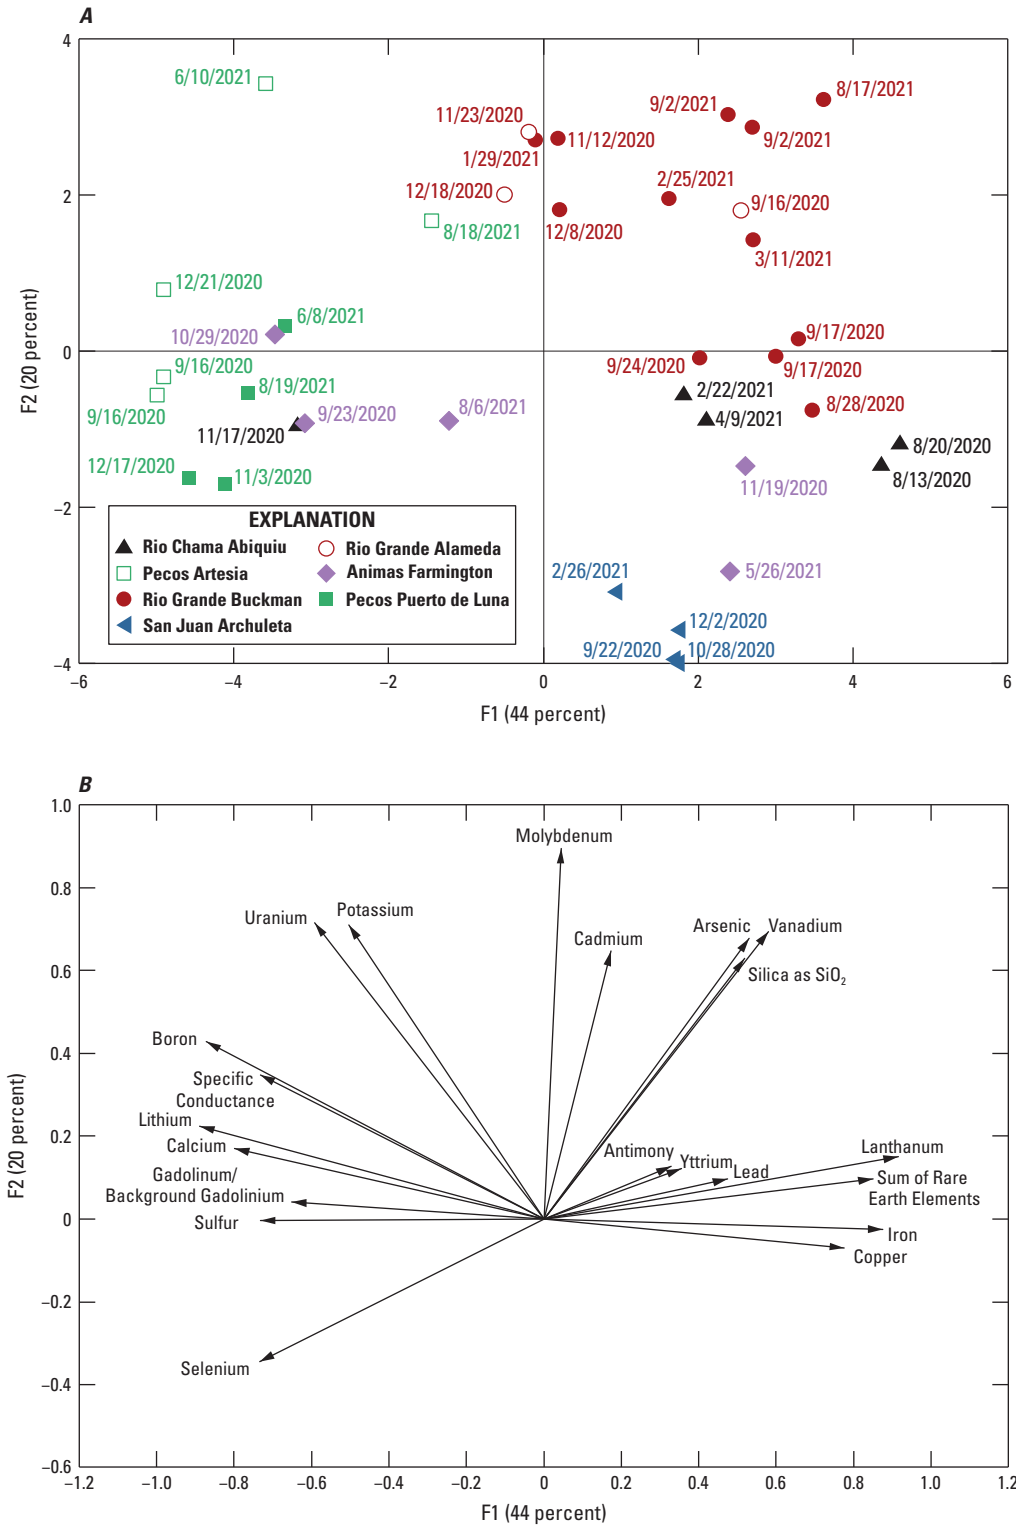 A
4
2
0
−2
−4
−6
−4
−2
0
2
4
6
F2 (20 percent)
F1 (44 percent)
6/10/2021
11/23/2020
1/29/2021
11/12/2020
9/2/2021
8/17/2021
9/2/2021
12/18/2020
2/25/2021
9/16/2020
8/18/2021
12/8/2020
3/11/2021
12/21/2020
6/8/2021
10/29/2020
9/17/2020
9/24/2020
9/17/2020
9/16/2020
9/16/2020
8/19/2021
2/22/2021
11/17/2020
9/23/2020
8/6/2021
4/9/2021
8/28/2020
8/20/2020
8/13/2020
12/17/2020
11/3/2020
11/19/2020
2/26/2021
5/26/2021
12/2/2020
9/22/2020
10/28/2020
EXPLANATION
Rio Chama Abiquiu
Pecos Artesia
Rio Grande Buckman
San Juan Archuleta
Rio Grande Alameda
Animas Farmington
Pecos Puerto de Luna
B
1.0
0.8
0.6
0.4
0.2
0
−0.2
−0.4
−0.6
−1.2
−1.0
−0.8
−0.6
−0.4
−0.2
0
0.2
0.4
0.6
0.8
1.0
1.2
F2 (20 percent)
F1 (44 percent)
Molybdenum
Uranium
Potassium
Cadmium
Arsenic
Vanadium
Silica as SiO₂
Boron
Specific
Conductance
Lithium
Calcium
Gadolinum/
Background Gadolinium
Sulfur
Selenium
Antimony
Yttrium
Lead
Lanthanum
Sum of Rare
Earth Elements
Iron
Copper